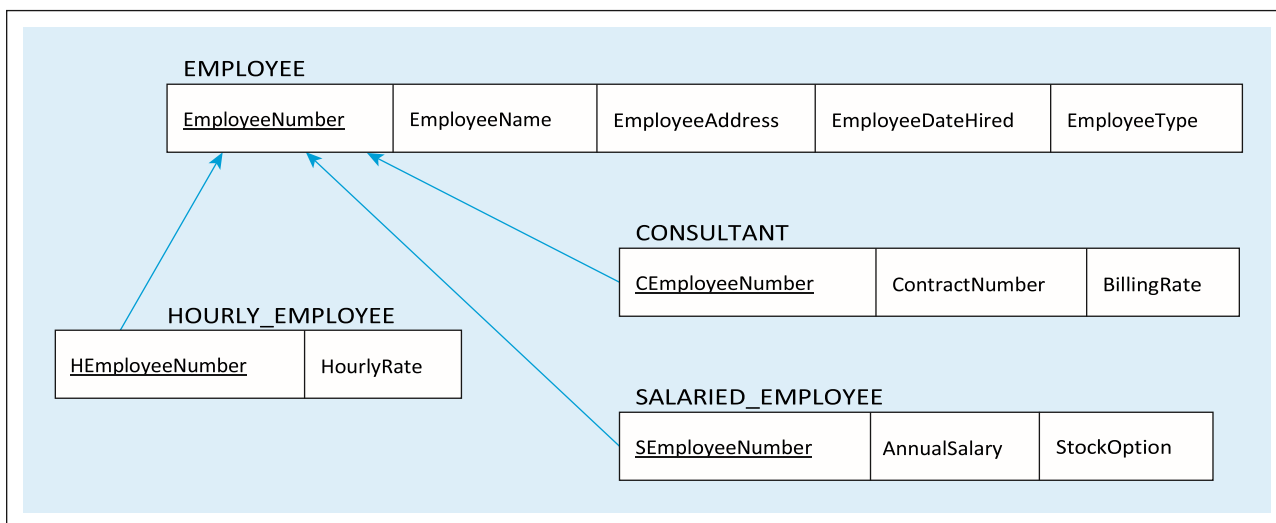 EMPLOYEE
EmployeeNumber EmployeeName EmployeeAddress EmployeeDateHired EmployeeType
CONSULTANT
CEmployeeNumber ContractNumber BillingRate
HOURLY_EMPLOYEE
HEmployeeNumber HourlyRate
SALARIED_EMPLOYEE
SEmployeeNumber AnnualSalary StockOption